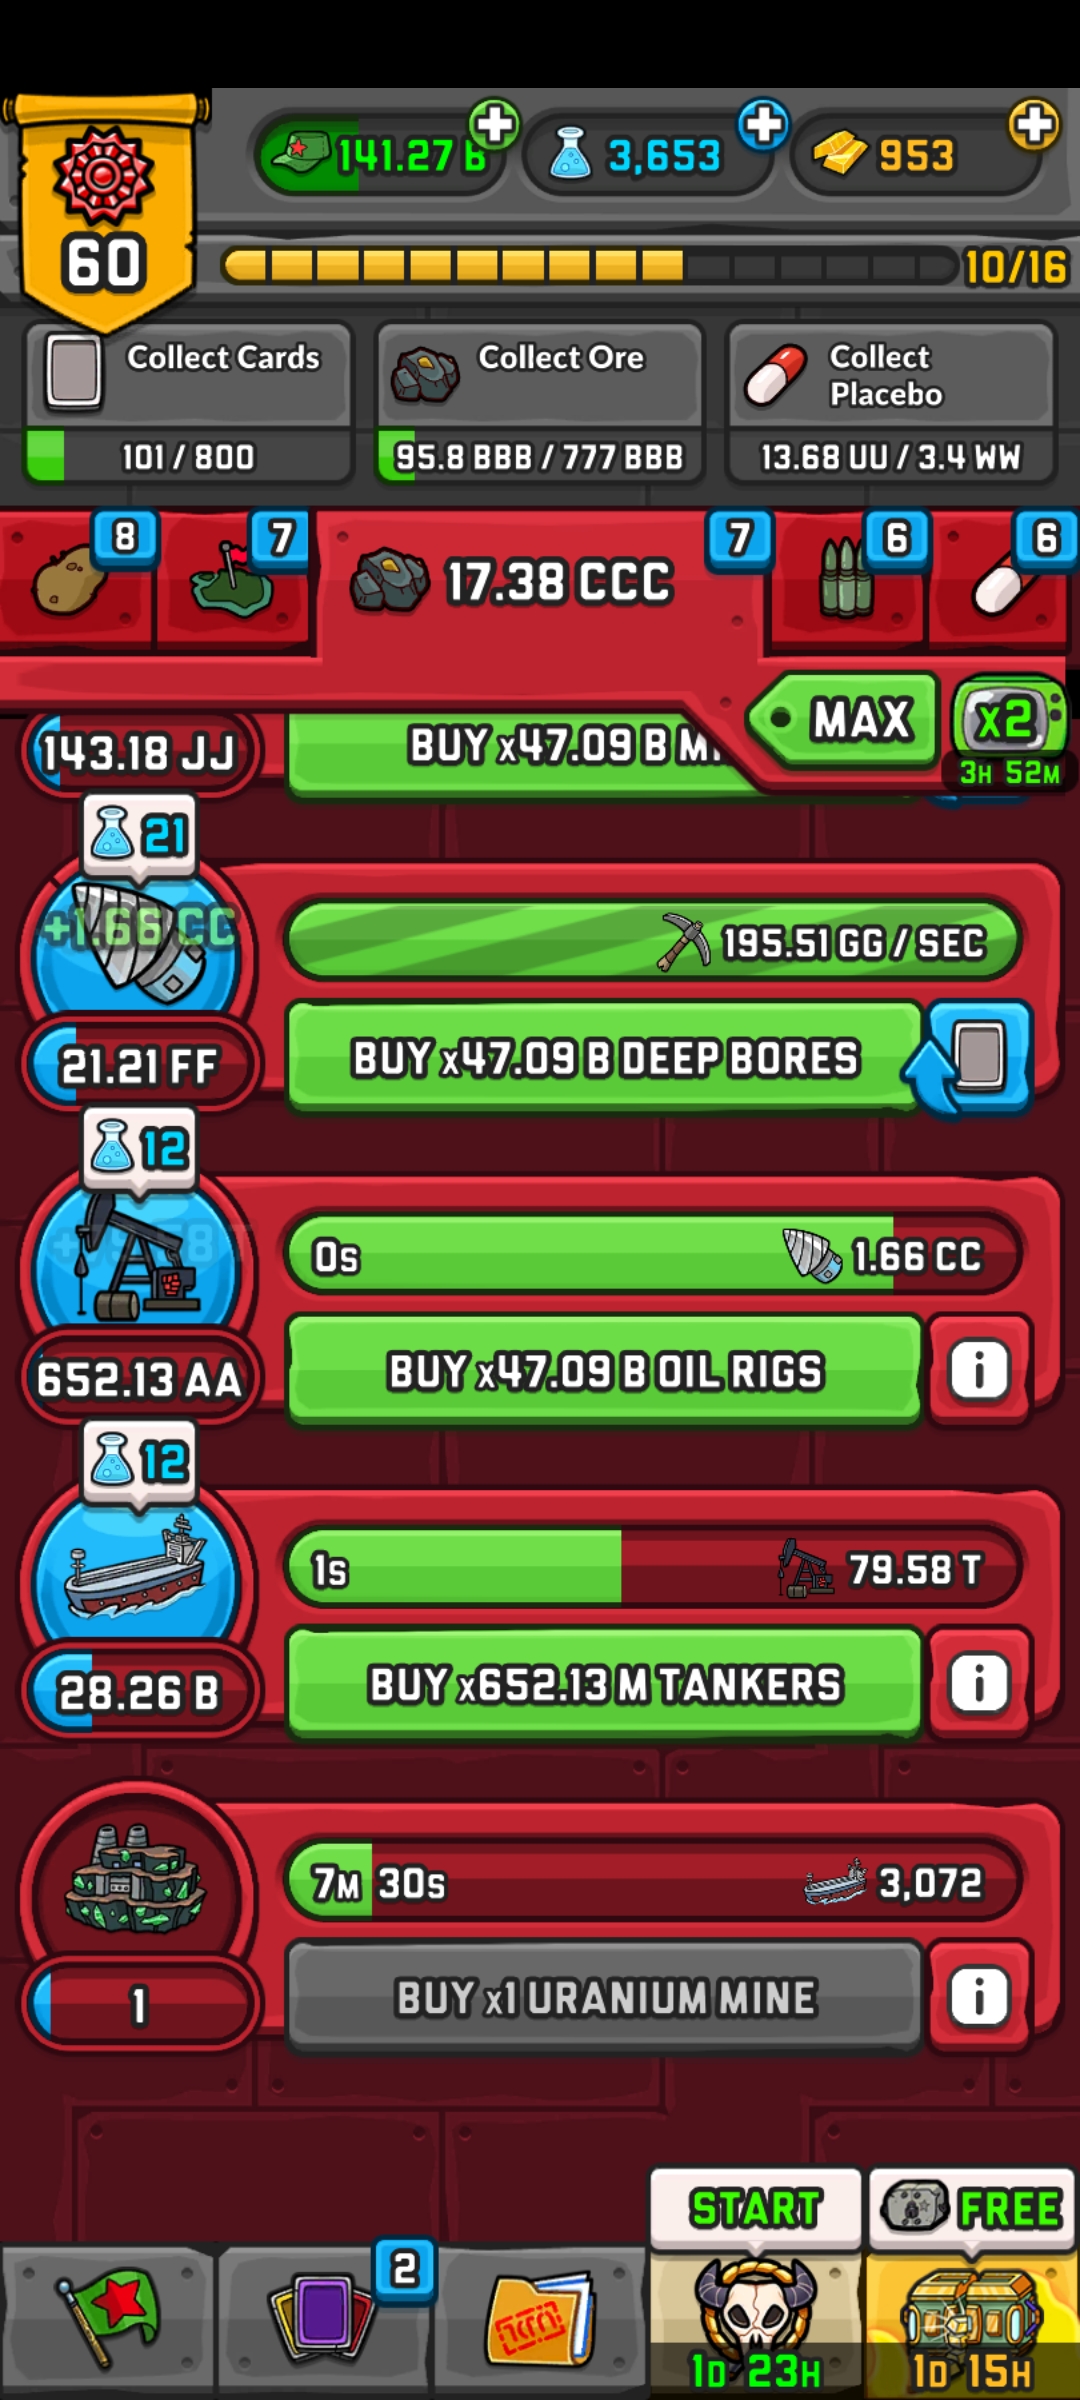 60
141.27 B
3,653
953
10/16
Collect Cards
101 / 800
Collect Ore
95.8 BBB / 777 BBB
Collect
Placebo
13.68 UU / 3.4 WW
8
7
17.38 CCC
7
6
6
MAX
x2
3H 52M
143.18 JJ
BUY x47.09 B
21
+1.66 CC
195.51 GG / SEC
21.21 FF
BUY x47.09 B DEEP BORES
12
0s
1.66 CC
652.13 AA
BUY x47.09 B OIL RIGS
12
1s
79.58 T
28.26 B
BUY x652.13 M TANKERS
7M 30s
3,072
1
BUY x1 URANIUM MINE
START
FREE
2
1D 23H
1D 15H